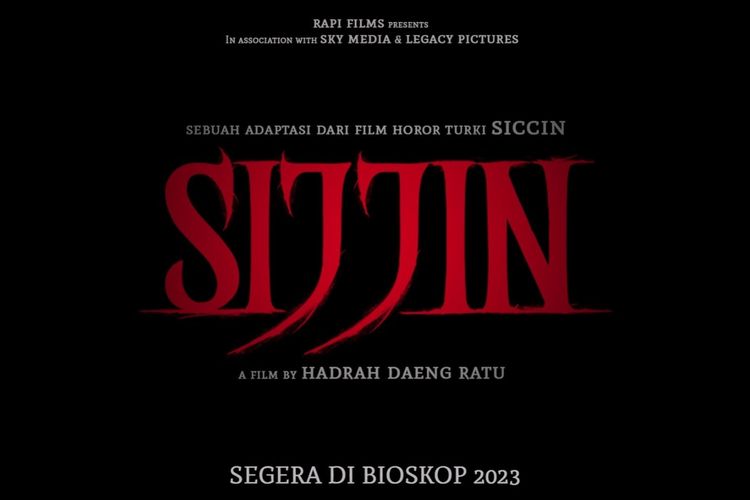 RAPI FILMS PRESENTS
IN ASSOCIATION WITH SKY MEDIA & LEGACY PICTURES
SEBUAH ADAPTASI DARI FILM HOROR TURKI SICCIN
SIJJIN
A FILM BY HADRAH DAENG RATU
SEGERA DI BIOSKOP 2023